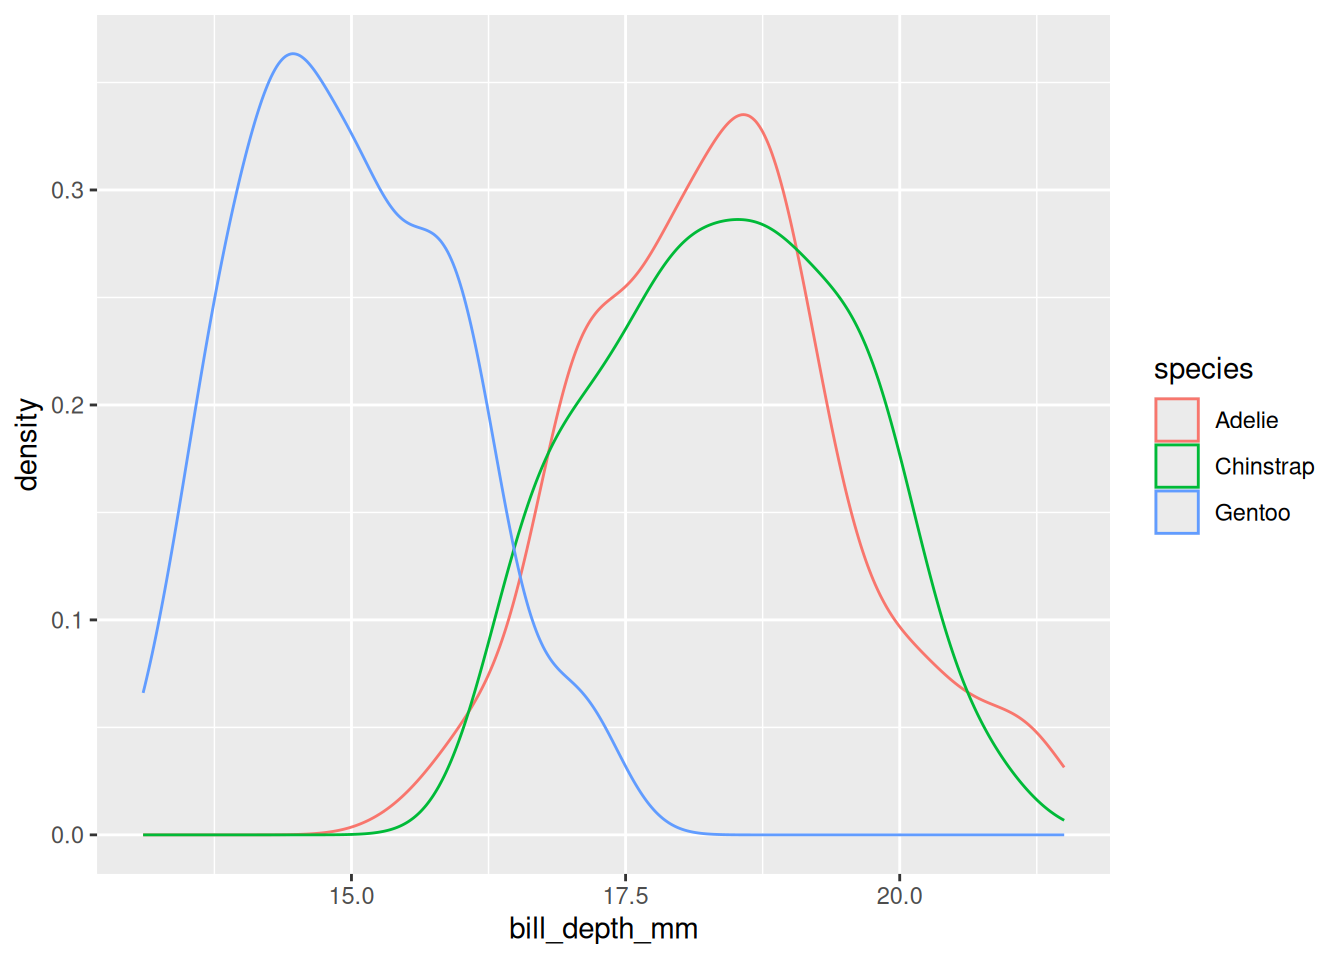 density
0.3
0.2
0.1
0.0
15.0
17.5
20.0
bill_depth_mm
species
Adelie
Chinstrap
Gentoo